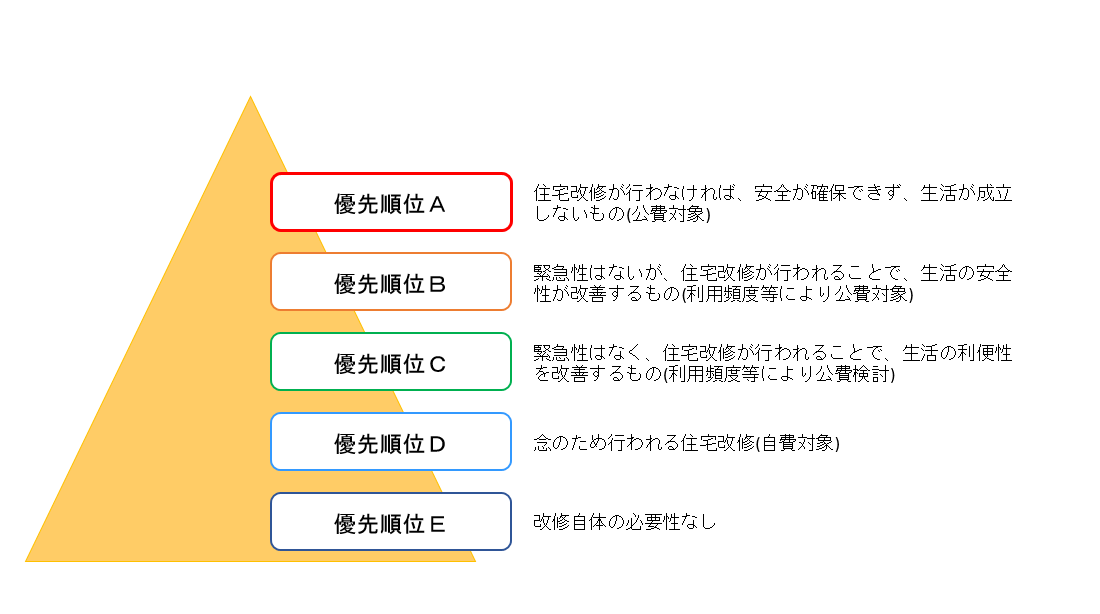 優先順位Ａ
住宅改修が行わなければ、安全が確保できず、生活が成立
しないもの(公費対象)
優先順位Ｂ
緊急性はないが、住宅改修が行われることで、生活の安全
性が改善するもの(利用頻度等により公費対象)
優先順位Ｃ
緊急性はなく、住宅改修が行われることで、生活の利便性
を改善するもの(利用頻度等により公費検討)
優先順位Ｄ
念のため行われる住宅改修(自費対象)
優先順位Ｅ
改修自体の必要性なし